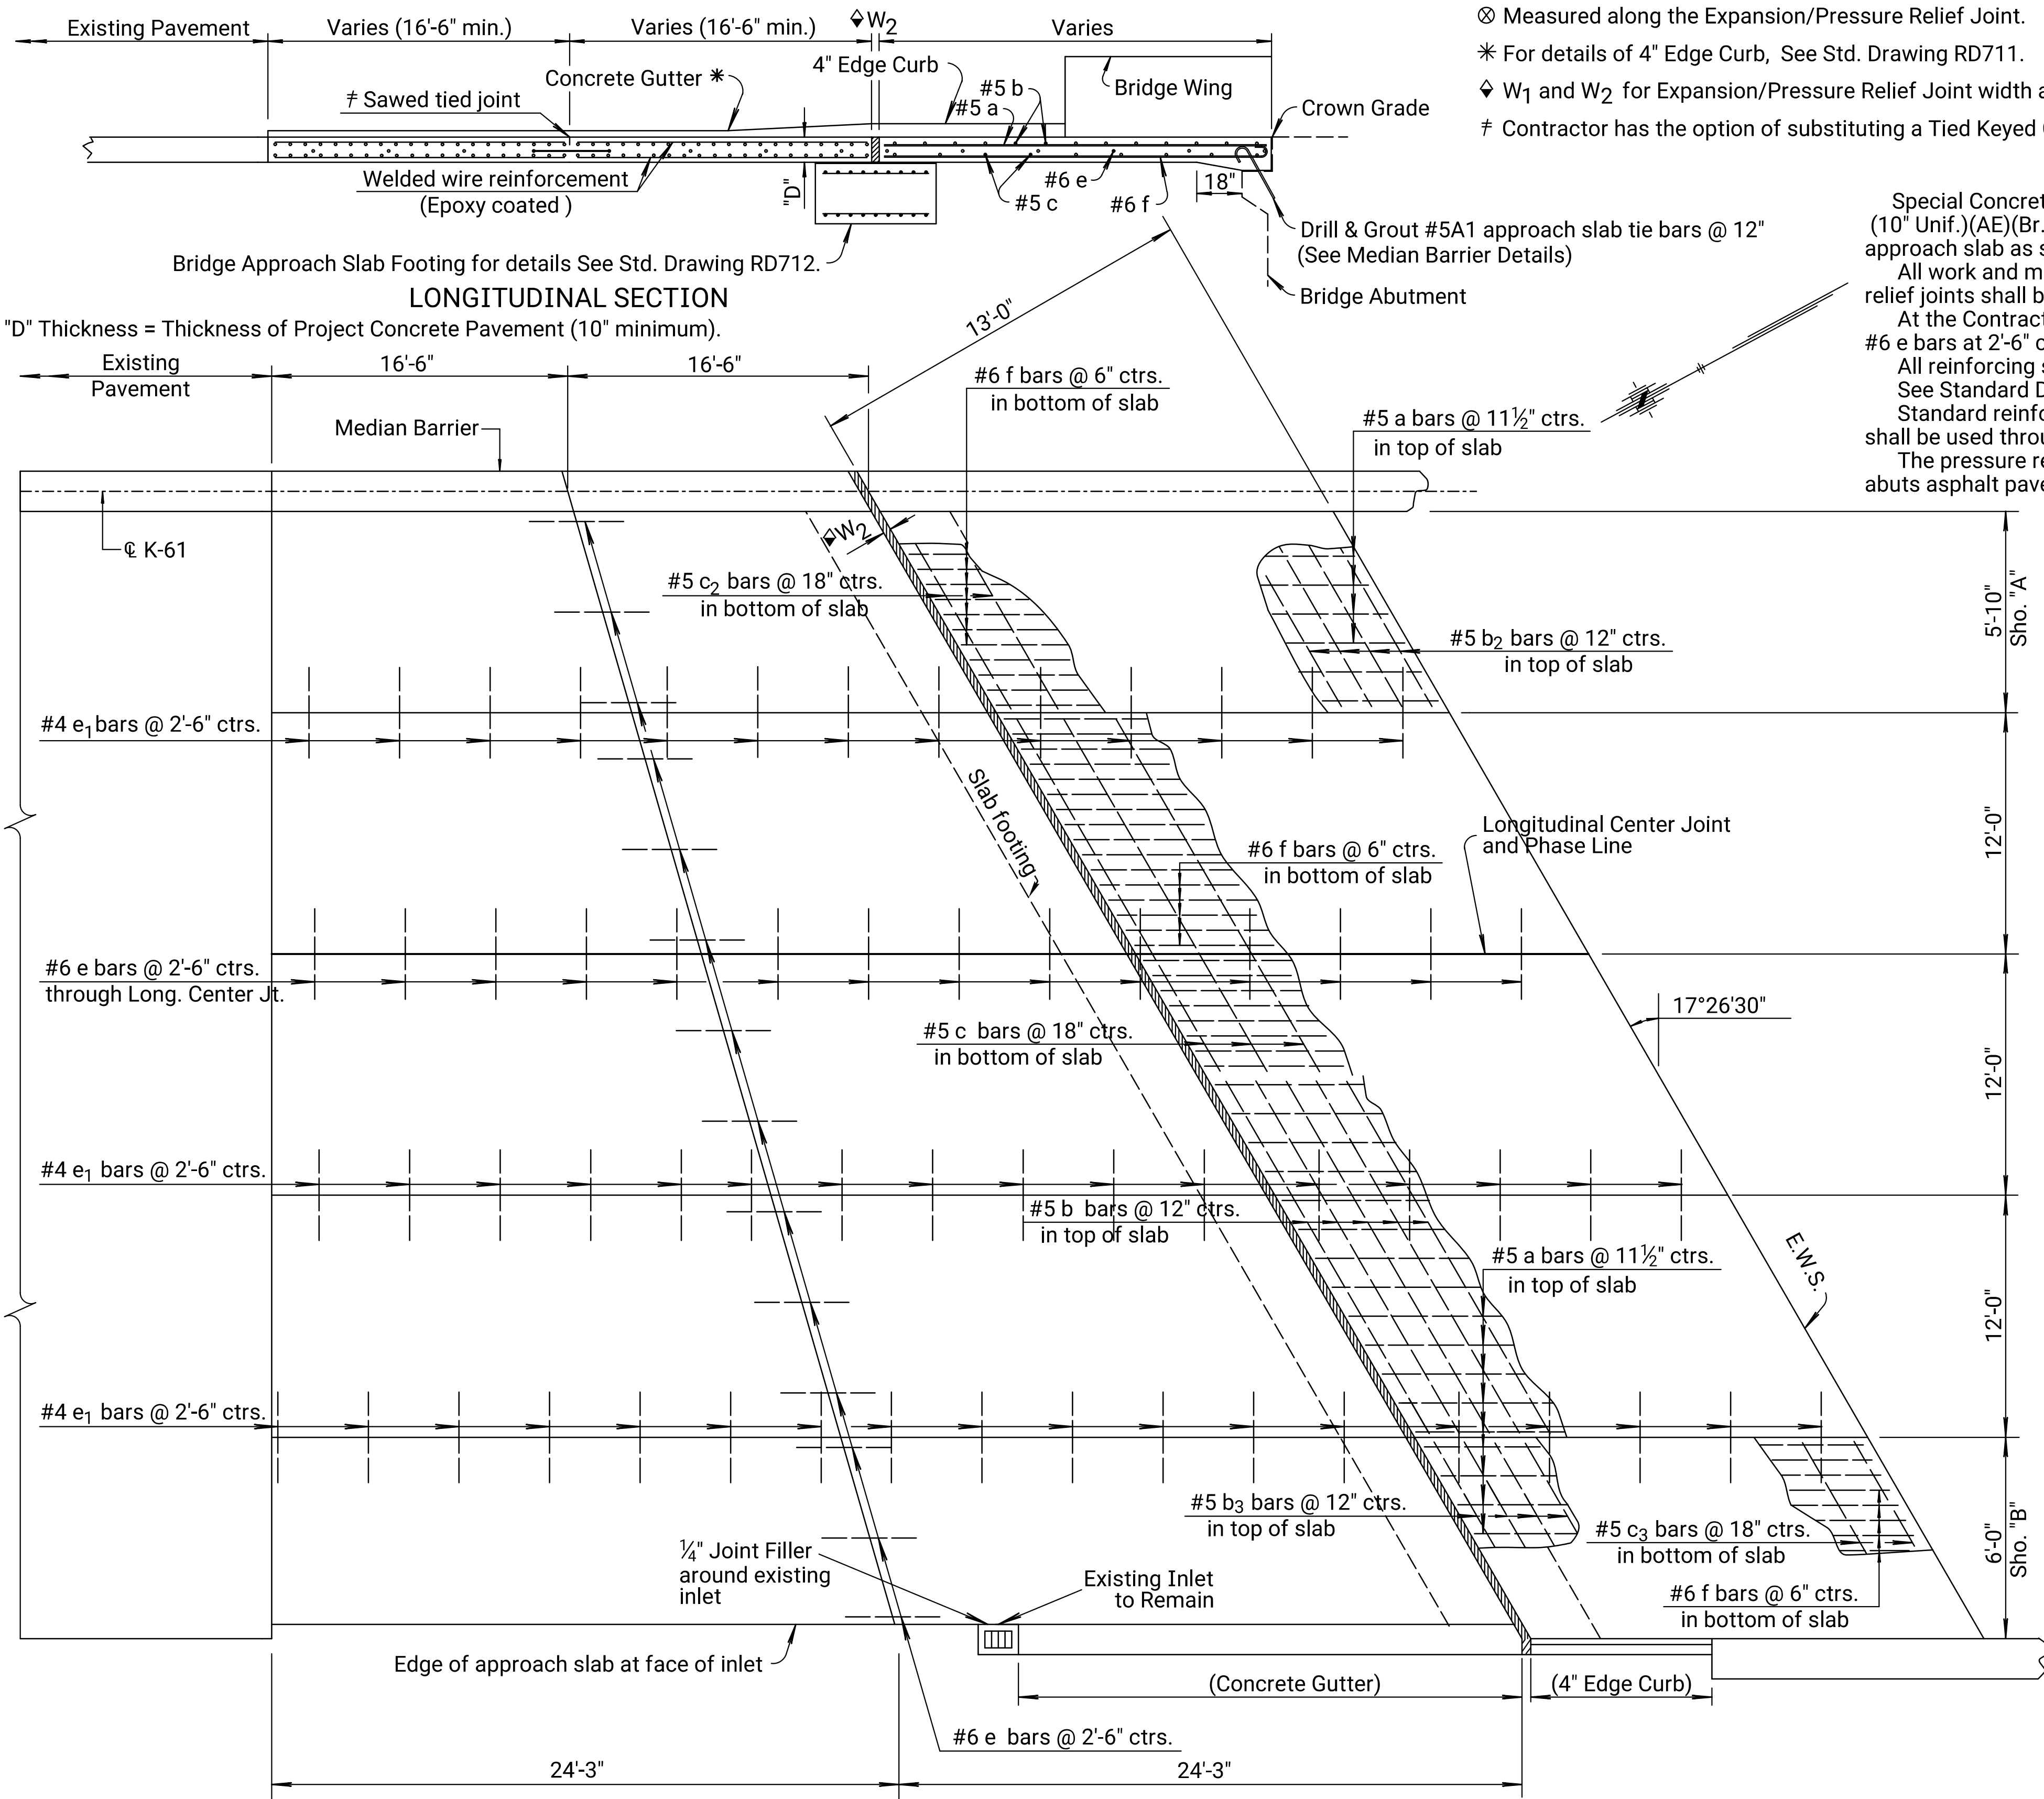 Existing Pavement
Varies (16'-6" min.)
Varies (16'-6" min.)
W2
Varies
⊗ Measured along the Expansion/Pressure Relief Joint.
✳ For details of 4" Edge Curb, See Std. Drawing RD711.
W1 and W2 for Expansion/Pressure Relief Joint width a
҂ Contractor has the option of substituting a Tied Keyed
Concrete Gutter ✳
4" Edge Curb
#5 b
#5 a
Bridge Wing
Crown Grade
҂ Sawed tied joint
Welded wire reinforcement
(Epoxy coated )
"D"
#6 e
#5 c
#6 f
18"
Drill & Grout #5A1 approach slab tie bars @ 12"
(See Median Barrier Details)
Bridge Approach Slab Footing for details See Std. Drawing RD712.
Bridge Abutment
LONGITUDINAL SECTION
"D" Thickness = Thickness of Project Concrete Pavement (10" minimum).
Special Concret
(10" Unif.)(AE)(Br.
approach slab as s
All work and m
relief joints shall b
At the Contract
#6 e bars at 2'-6" c
All reinforcing s
See Standard D
Standard reinfo
shall be used throu
The pressure re
abuts asphalt pave
Existing
Pavement
16'-6"
16'-6"
13'-0"
#6 f bars @ 6" ctrs.
in bottom of slab
#5 a bars @ 11½" ctrs.
in top of slab
Median Barrier
℄ K-61
W2
#5 c2 bars @ 18" ctrs.
in bottom of slab
5'-10"
Sho. "A"
#5 b2 bars @ 12" ctrs.
in top of slab
#4 e1 bars @ 2'-6" ctrs.
Slab footing
12'-0"
Longitudinal Center Joint
and Phase Line
#6 f bars @ 6" ctrs.
in bottom of slab
#6 e bars @ 2'-6" ctrs.
through Long. Center Jt.
17°26'30"
#5 c bars @ 18" ctrs.
in bottom of slab
12'-0"
#4 e1 bars @ 2'-6" ctrs.
#5 b bars @ 12" ctrs.
in top of slab
#5 a bars @ 11½" ctrs.
in top of slab
E.W.S.
12'-0"
#4 e1 bars @ 2'-6" ctrs.
#5 b3 bars @ 12" ctrs.
in top of slab
#5 c3 bars @ 18" ctrs.
in bottom of slab
6'-0"
Sho. "B"
¼" Joint Filler
around existing
inlet
Existing Inlet
to Remain
#6 f bars @ 6" ctrs.
in bottom of slab
Edge of approach slab at face of inlet
(Concrete Gutter)
(4" Edge Curb)
#6 e bars @ 2'-6" ctrs.
24'-3"
24'-3"